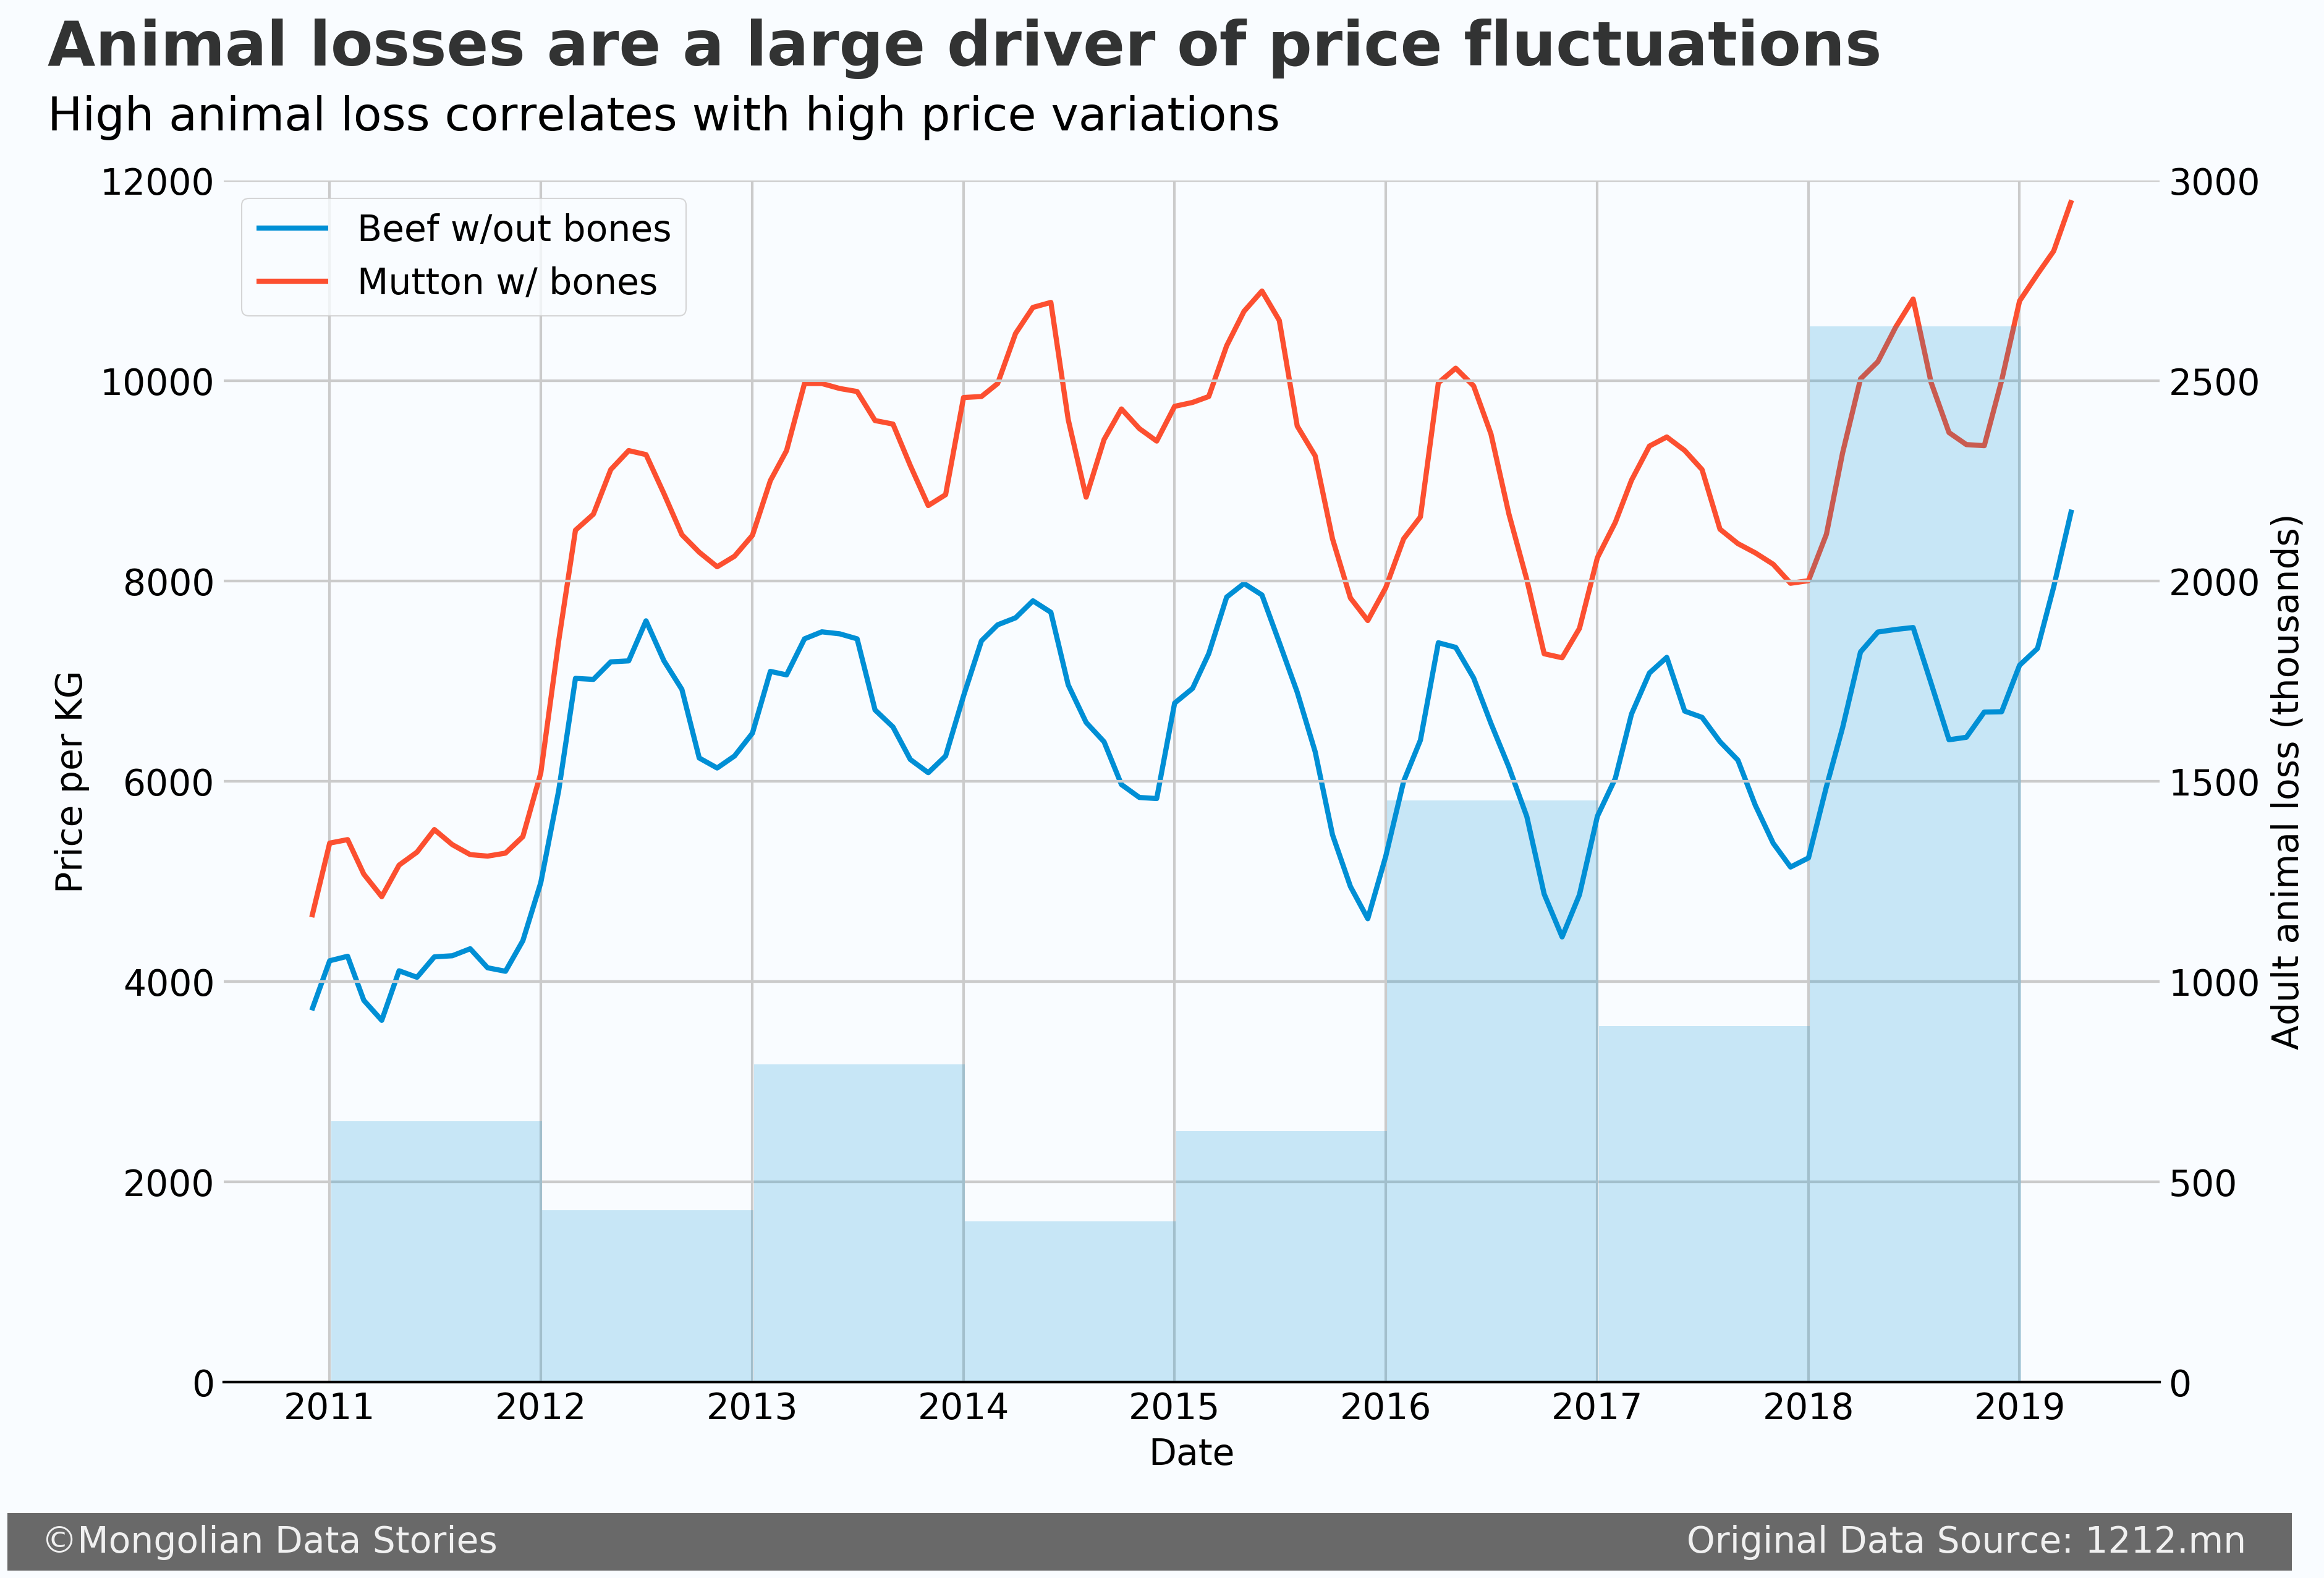 Animal losses are a large driver of price fluctuations
High animal loss correlates with high price variations
12000
10000
8000
6000
4000
2000
0
Price per KG
Beef w/out bones
Mutton w/ bones
3000
2500
2000
1500
1000
500
0
Adult animal loss (thousands)
2011 2012 2013 2014 2015 2016 2017 2018 2019
Date
©Mongolian Data Stories
Original Data Source: 1212.mn